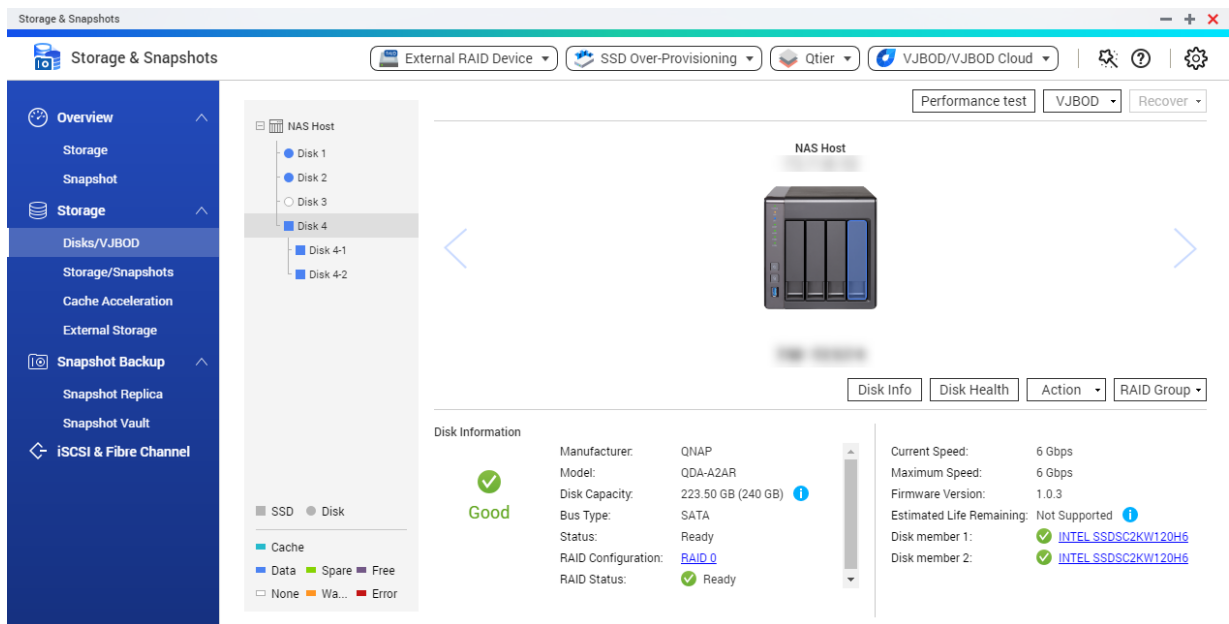 Storage & Snapshots
Storage & Snapshots
External RAID Device
SSD Over-Provisioning
Qtier
VJBOD/VJBOD Cloud
Overview
Storage
Snapshot
Storage
Disks/VJBOD
Storage/Snapshots
Cache Acceleration
External Storage
Snapshot Backup
Snapshot Replica
Snapshot Vault
iSCSI & Fibre Channel
NAS Host
Disk 1
Disk 2
Disk 3
Disk 4
Disk 4-1
Disk 4-2
SSD Disk
Cache
Data Spare Free
None Wa... Error
Performance test VJBOD Recover
NAS Host
Disk Info Disk Health Action RAID Group
Disk Information
Good
Manufacturer: QNAP
Model: QDA-A2AR
Disk Capacity: 223.50 GB (240 GB)
Bus Type: SATA
Status: Ready
RAID Configuration: RAID 0
RAID Status: Ready
Current Speed: 6 Gbps
Maximum Speed: 6 Gbps
Firmware Version: 1.0.3
Estimated Life Remaining: Not Supported
Disk member 1: INTEL SSDSC2KW120H6
Disk member 2: INTEL SSDSC2KW120H6